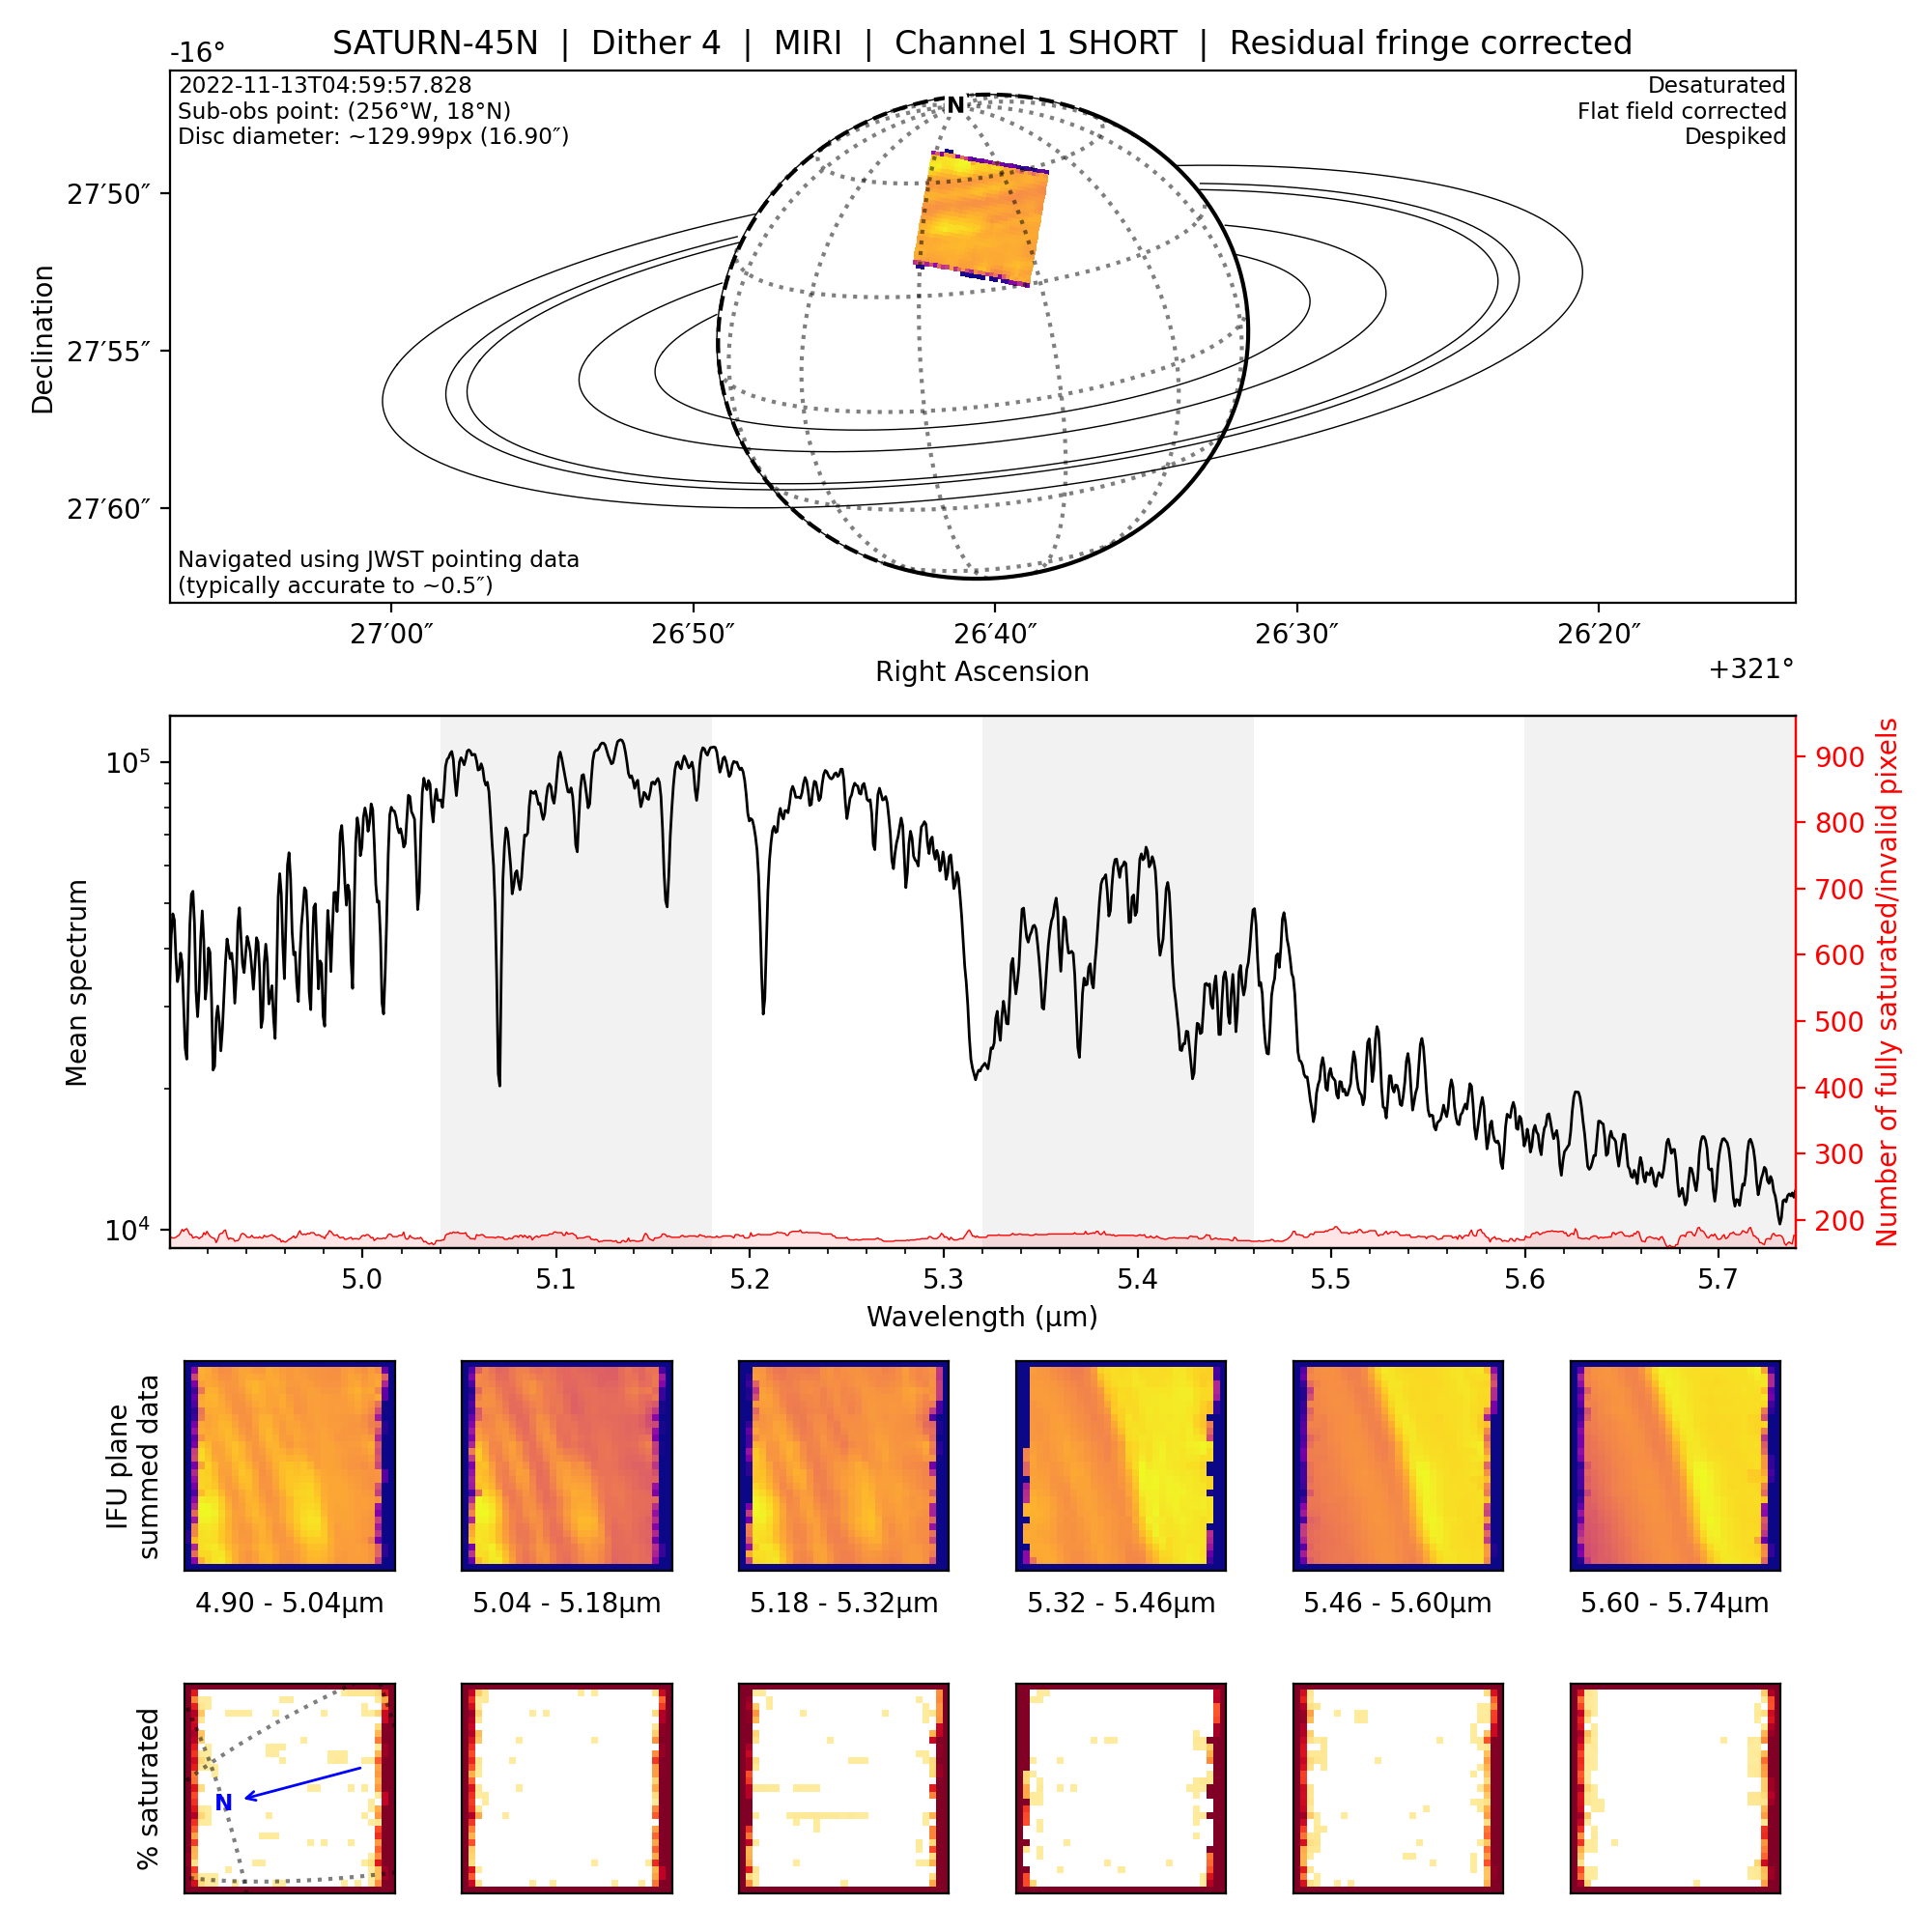 SATURN-45N | Dither 4 | MIRI | Channel 1 SHORT | Residual fringe corrected
-16°
2022-11-13T04:59:57.828
Sub-obs point: (256°W, 18°N)
Disc diameter: ~129.99px (16.90″)
Desaturated
Flat field corrected
Despiked
N
27′50″
27′55″
27′60″
Declination
Navigated using JWST pointing data
(typically accurate to ~0.5″)
27′00″
26′50″
26′40″
26′30″
26′20″
Right Ascension
+321°
10⁵
10⁴
Mean spectrum
900
800
700
600
500
400
300
200
Number of fully saturated/invalid pixels
5.0
5.1
5.2
5.3
5.4
5.5
5.6
5.7
Wavelength (µm)
IFU plane
summed data
4.90 - 5.04µm
5.04 - 5.18µm
5.18 - 5.32µm
5.32 - 5.46µm
5.46 - 5.60µm
5.60 - 5.74µm
% saturated
N